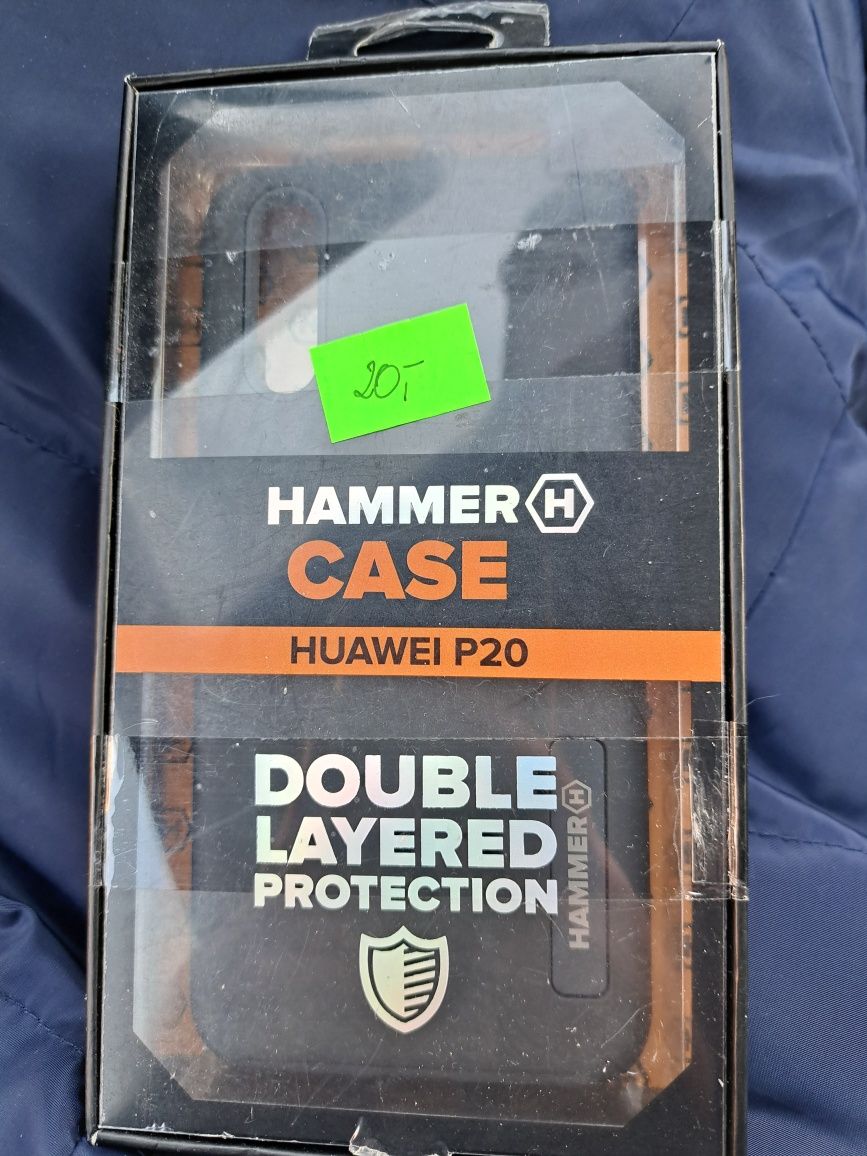 20,-
HAMMER H
CASE
HUAWEI P20
DOUBLE
LAYERED
PROTECTION
HAMMER H